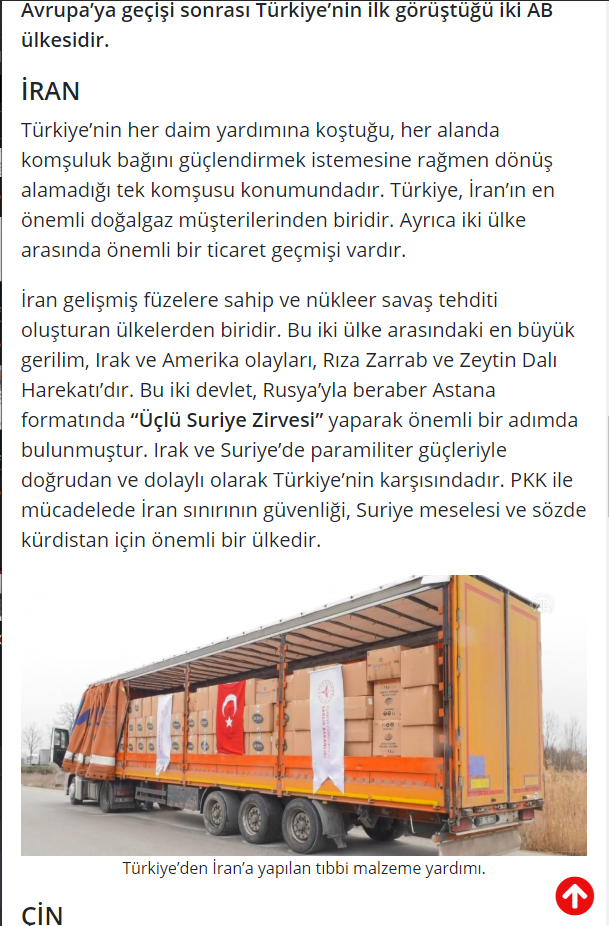 Avrupa’ya geçişi sonrası Türkiye’nin ilk görüştüğü iki AB
ülkesidir.
İRAN
Türkiye’nin her daim yardımına koştuğu, her alanda
komşuluk bağını güçlendirmek istemesine rağmen dönüş
alamadığı tek komşusu konumundadır. Türkiye, İran’ın en
önemli doğalgaz müşterilerinden biridir. Ayrıca iki ülke
arasında önemli bir ticaret geçmişi vardır.
İran gelişmiş füzelere sahip ve nükleer savaş tehditi
oluşturan ülkelerden biridir. Bu iki ülke arasındaki en büyük
gerilim, Irak ve Amerika olayları, Rıza Zarrab ve Zeytin Dalı
Harekatı’dır. Bu iki devlet, Rusya’yla beraber Astana
formatında “Üçlü Suriye Zirvesi” yaparak önemli bir adımda
bulunmuştur. Irak ve Suriye’de paramiliter güçleriyle
doğrudan ve dolaylı olarak Türkiye’nin karşısındadır. PKK ile
mücadelede İran sınırının güvenliği, Suriye meselesi ve sözde
kürdistan için önemli bir ülkedir.
Türkiye’den İran’a yapılan tıbbi malzeme yardımı.
ÇİN